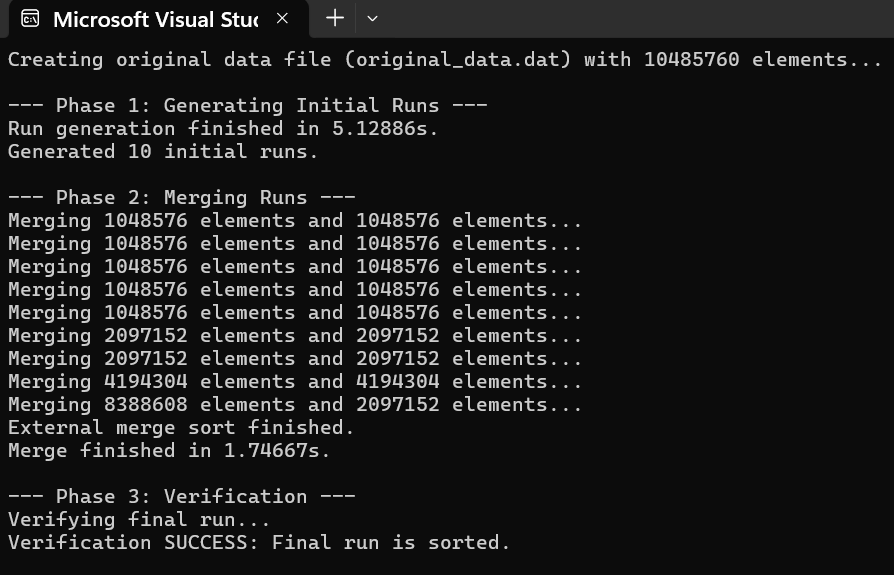 Microsoft Visual Stuc
Creating original data file (original_data.dat) with 10485760 elements...
--- Phase 1: Generating Initial Runs ---
Run generation finished in 5.12886s.
Generated 10 initial runs.
--- Phase 2: Merging Runs ---
Merging 1048576 elements and 1048576 elements...
Merging 1048576 elements and 1048576 elements...
Merging 1048576 elements and 1048576 elements...
Merging 1048576 elements and 1048576 elements...
Merging 1048576 elements and 1048576 elements...
Merging 2097152 elements and 2097152 elements...
Merging 2097152 elements and 2097152 elements...
Merging 4194304 elements and 4194304 elements...
Merging 8388608 elements and 2097152 elements...
External merge sort finished.
Merge finished in 1.74667s.
--- Phase 3: Verification ---
Verifying final run...
Verification SUCCESS: Final run is sorted.